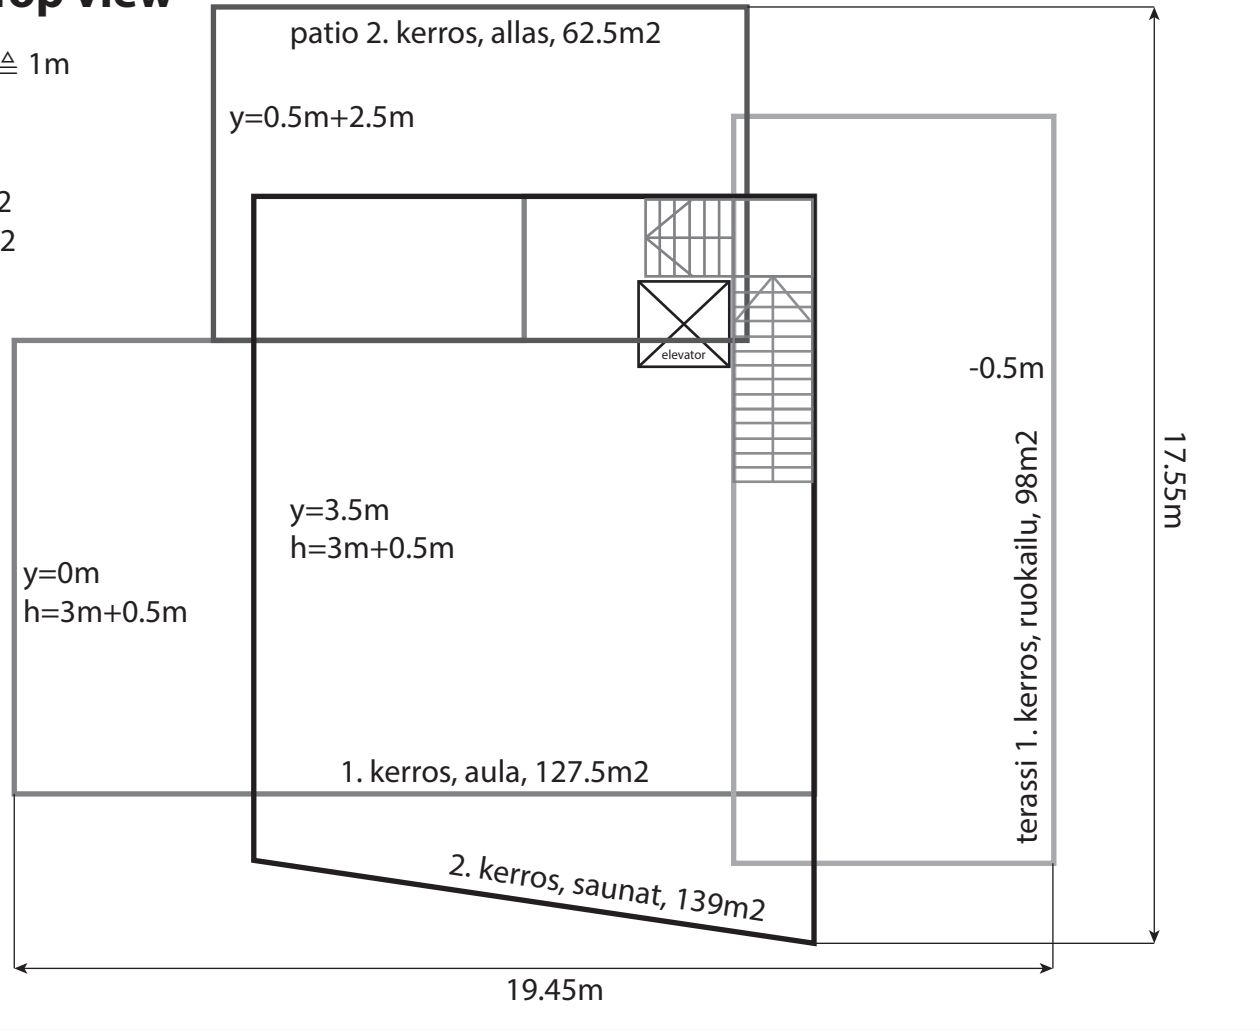 op view
≙ 1m
2
2
patio 2. kerros, allas, 62.5m2
y=0.5m+2.5m
elevator
-0.5m
17.55m
terassi 1. kerros, ruokailu, 98m2
y=3.5m
h=3m+0.5m
y=0m
h=3m+0.5m
1. kerros, aula, 127.5m2
2. kerros, saunat, 139m2
19.45m